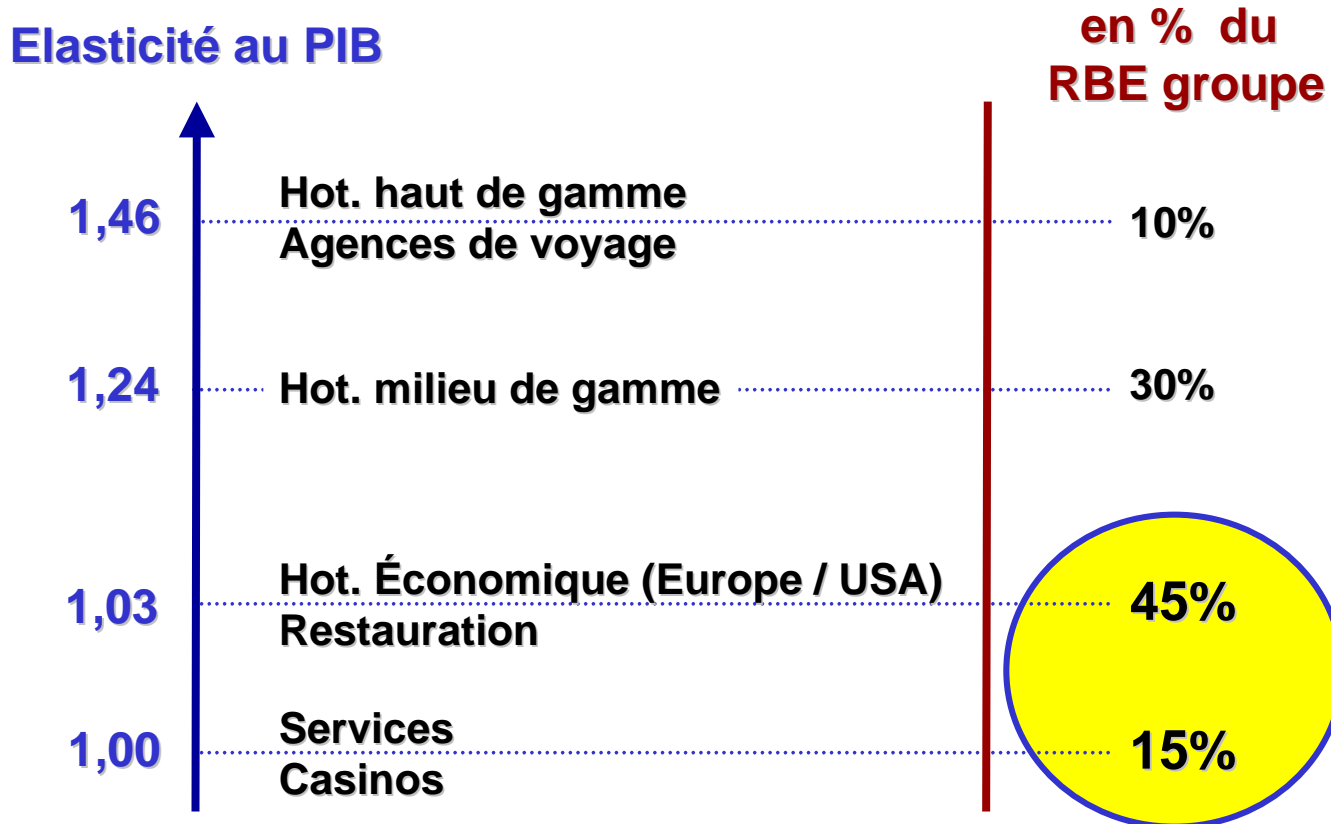 Elasticité au PIB
en % du
RBE groupe
1,46
Hot. haut de gamme
Agences de voyage
10%
1,24
Hot. milieu de gamme
30%
1,03
Hot. Économique (Europe / USA)
Restauration
45%
1,00
Services
Casinos
15%